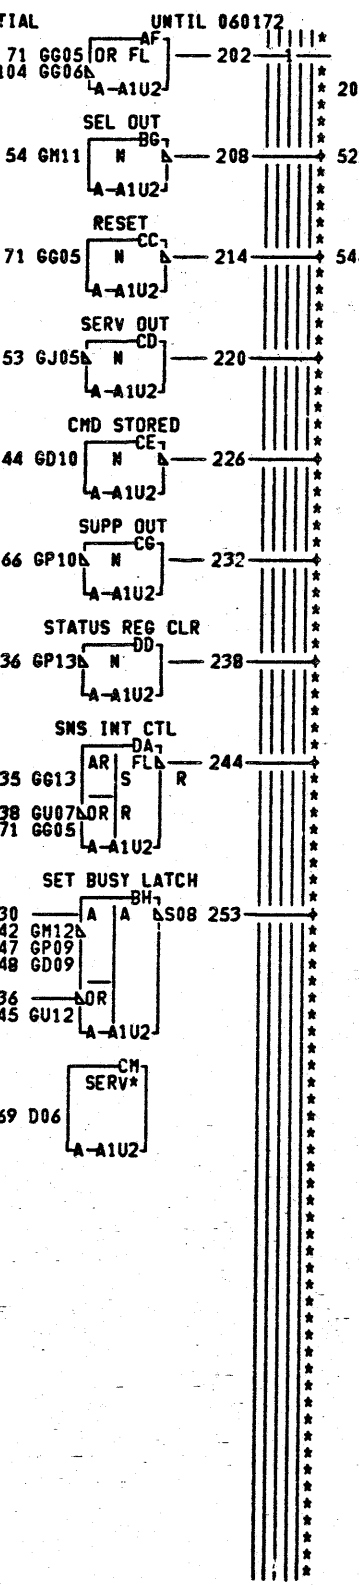 TIAL UNTIL 060172
AF
71 GG05 OR FL 202 1
104 GG06
A-A1U2 20
SEL OUT
BG
54 GM11 N 208 52
A-A1U2
RESET
CC
71 GG05 N 214 54
A-A1U2
SERV OUT
CD
53 GJ05 N 220
A-A1U2
CMD STORED
CE
44 GD10 N 226
A-A1U2
SUPP OUT
CG
66 GP10 N 232
A-A1U2
STATUS REG CLR
DD
36 GP13 N 238
A-A1U2
SNS INT CTL
DA
AR FL 244
35 GG13 S R
38 GU07 OR R
71 GG05
A-A1U2
SET BUSY LATCH
BH
30 A A S08 253
42 GM12
47 GP09
48 GD09
36 OR
45 GU12
A-A1U2
CM
SERV*
69 D06
A-A1U2